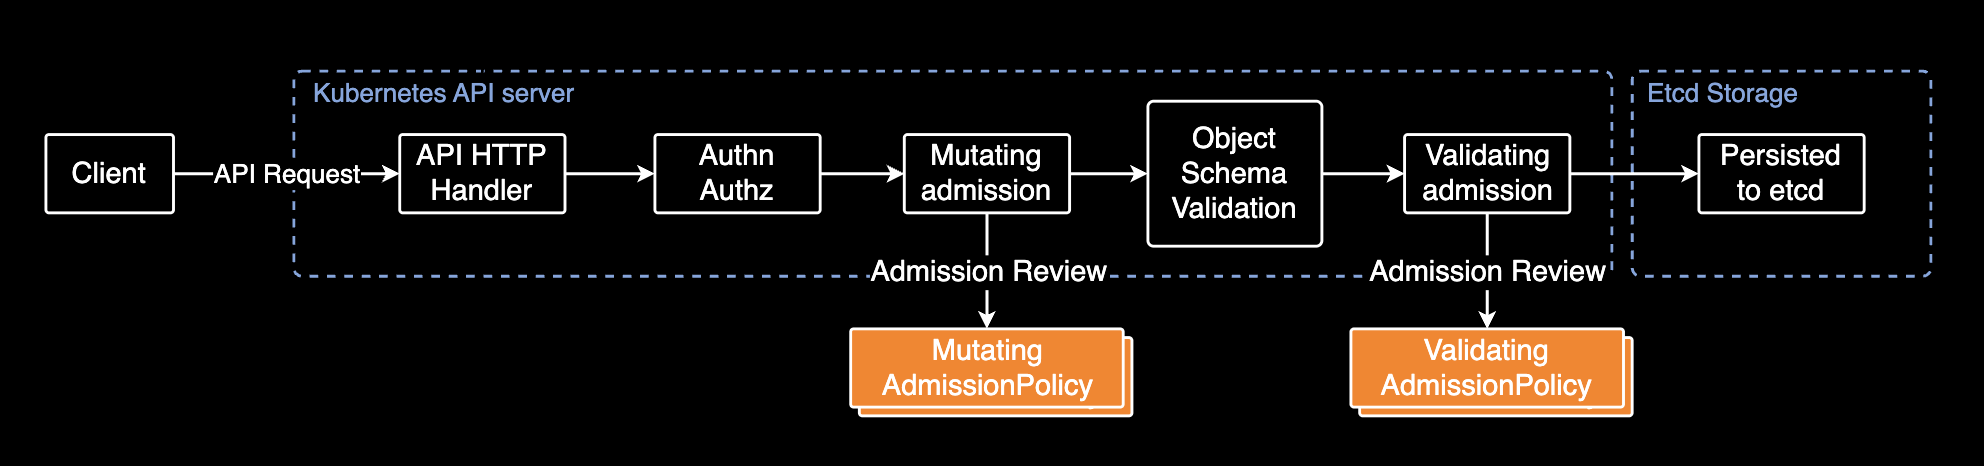 Kubernetes API server
Etcd Storage
Client
API Request
API HTTP
Handler
Authn
Authz
Mutating
admission
Object
Schema
Validation
Validating
admission
Persisted
to etcd
Admission Review
Admission Review
Mutating
AdmissionPolicy
Validating
AdmissionPolicy